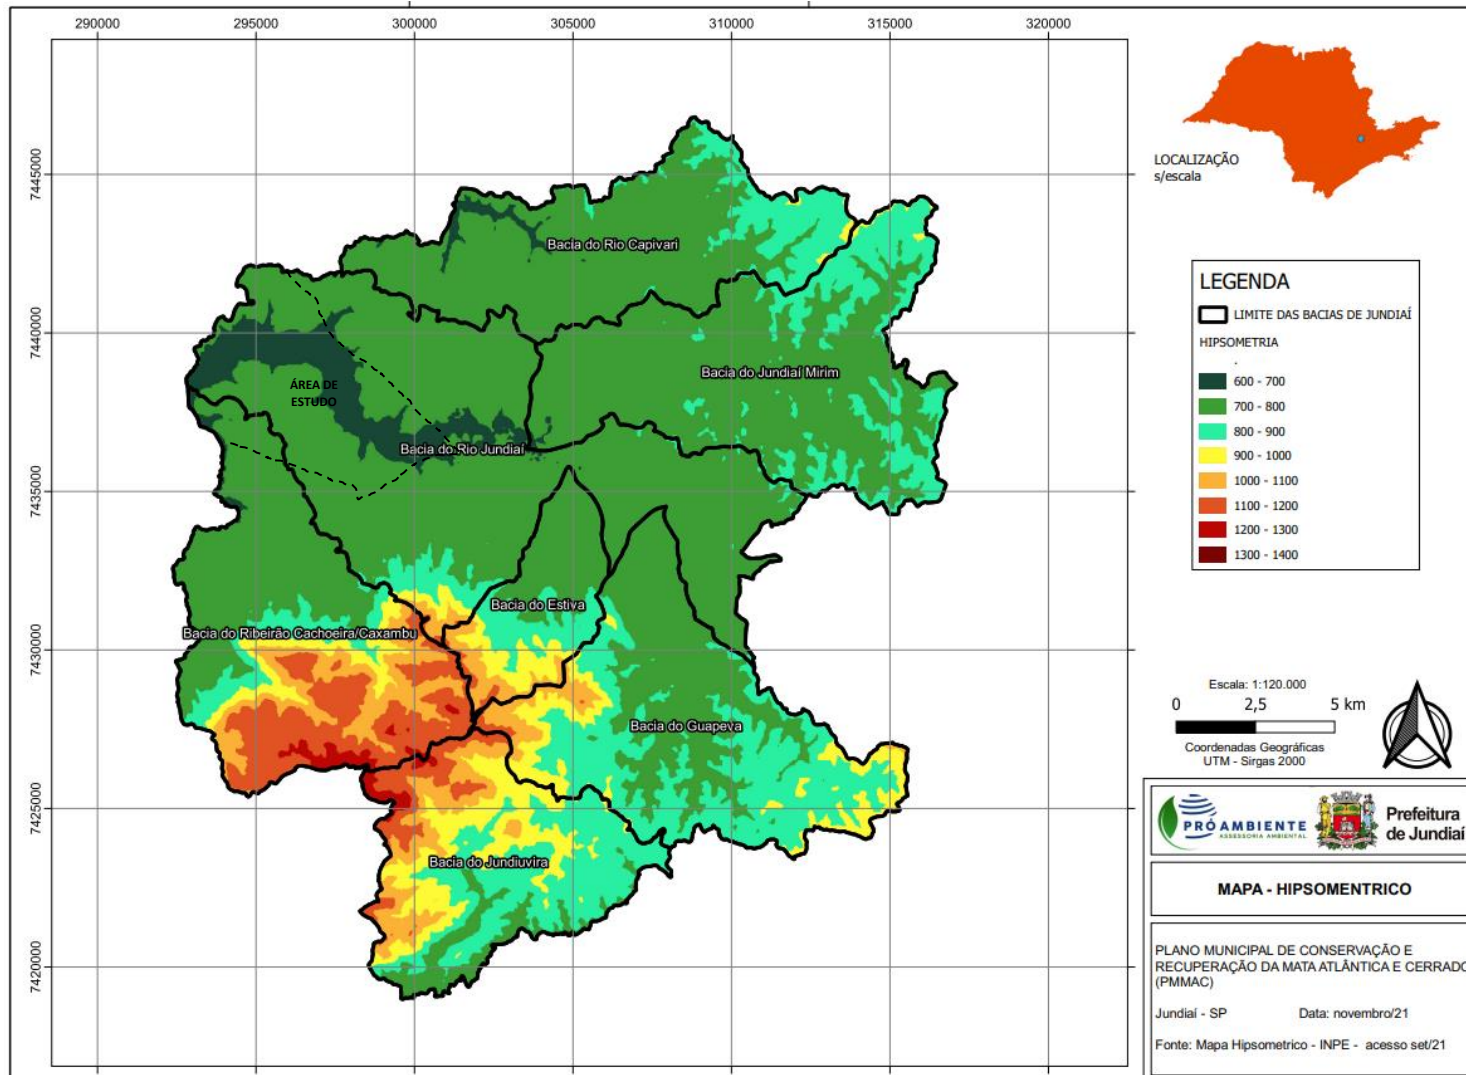 290000 295000 300000 305000 310000 315000 320000
7445000
7440000
7435000
7430000
7425000
7420000
Bacia do Rio Capivari
Bacia do Jundiaí Mirim
ÁREA DE
ESTUDO
Bacia do Rio Jundiaí
Bacia do Estiva
Bacia do Ribeirão Cachoeira/Caxambu
Bacia do Guapeva
Bacia do Jundiuvira
LOCALIZAÇÃO
s/escala
LEGENDA
LIMITE DAS BACIAS DE JUNDIAÍ
HIPSOMETRIA
.
600 - 700
700 - 800
800 - 900
900 - 1000
1000 - 1100
1100 - 1200
1200 - 1300
1300 - 1400
Escala: 1:120.000
0 2,5 5 km
Coordenadas Geográficas
UTM - Sirgas 2000
PRÓAMBIENTE
ASSESSORIA AMBIENTAL
Prefeitura
de Jundiaí
MAPA - HIPSOMENTRICO
PLANO MUNICIPAL DE CONSERVAÇÃO E
RECUPERAÇÃO DA MATA ATLÂNTICA E CERRADO
(PMMAC)
Jundiaí - SP Data: novembro/21
Fonte: Mapa Hipsometrico - INPE - acesso set/21